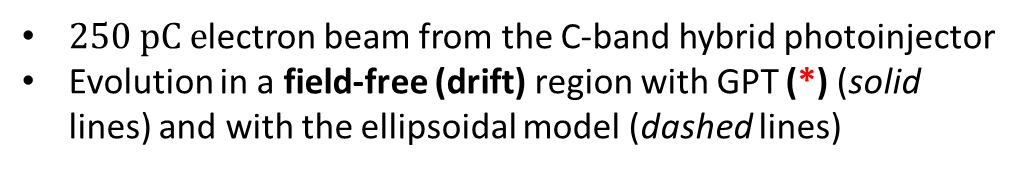 • 250 pC electron beam from the C-band hybrid photoinjector
• Evolution in a field-free (drift) region with GPT (*) (solid
lines) and with the ellipsoidal model (dashed lines)